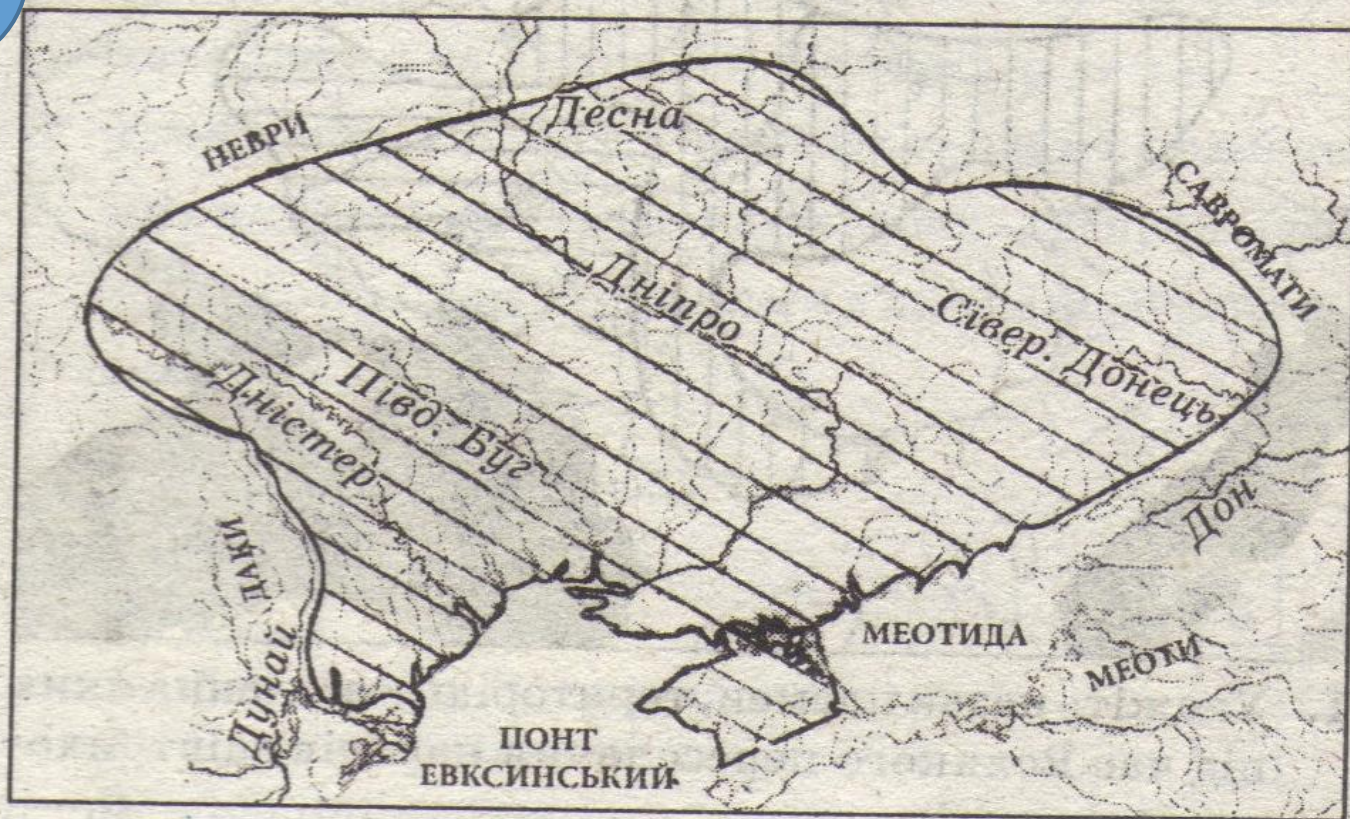 Десна
НЕВРИ
САВРОМАТИ
Дніпро
Сівер. Донець
Півд. Буг
Дністер
Дон
ДАКИ
МЕОТИДА
МЕОТИ
Дунай
ПОНТ
ЕВКСИНСЬКИЙ